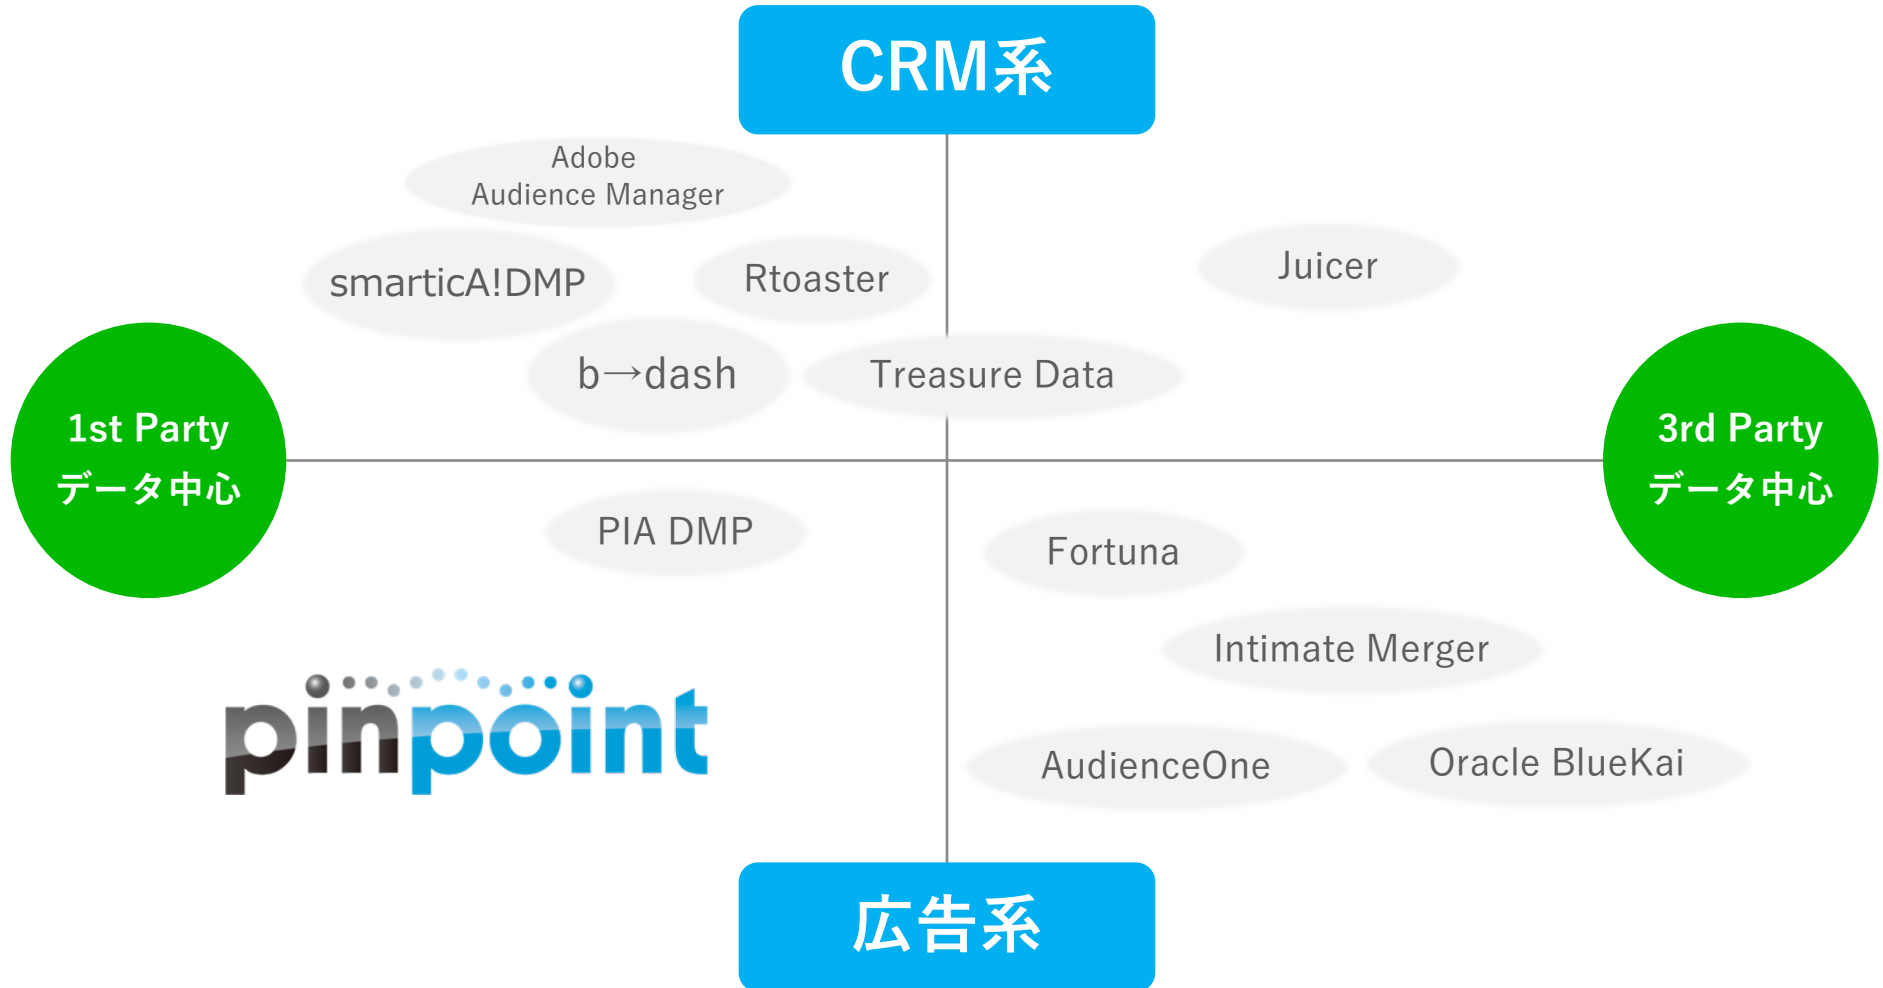 CRM系
Adobe
Audience Manager
smarticA!DMP
Rtoaster
Juicer
b→dash
Treasure Data
1st Party
データ中心
3rd Party
データ中心
PIA DMP
Fortuna
Intimate Merger
pinpoint
AudienceOne
Oracle BlueKai
広告系